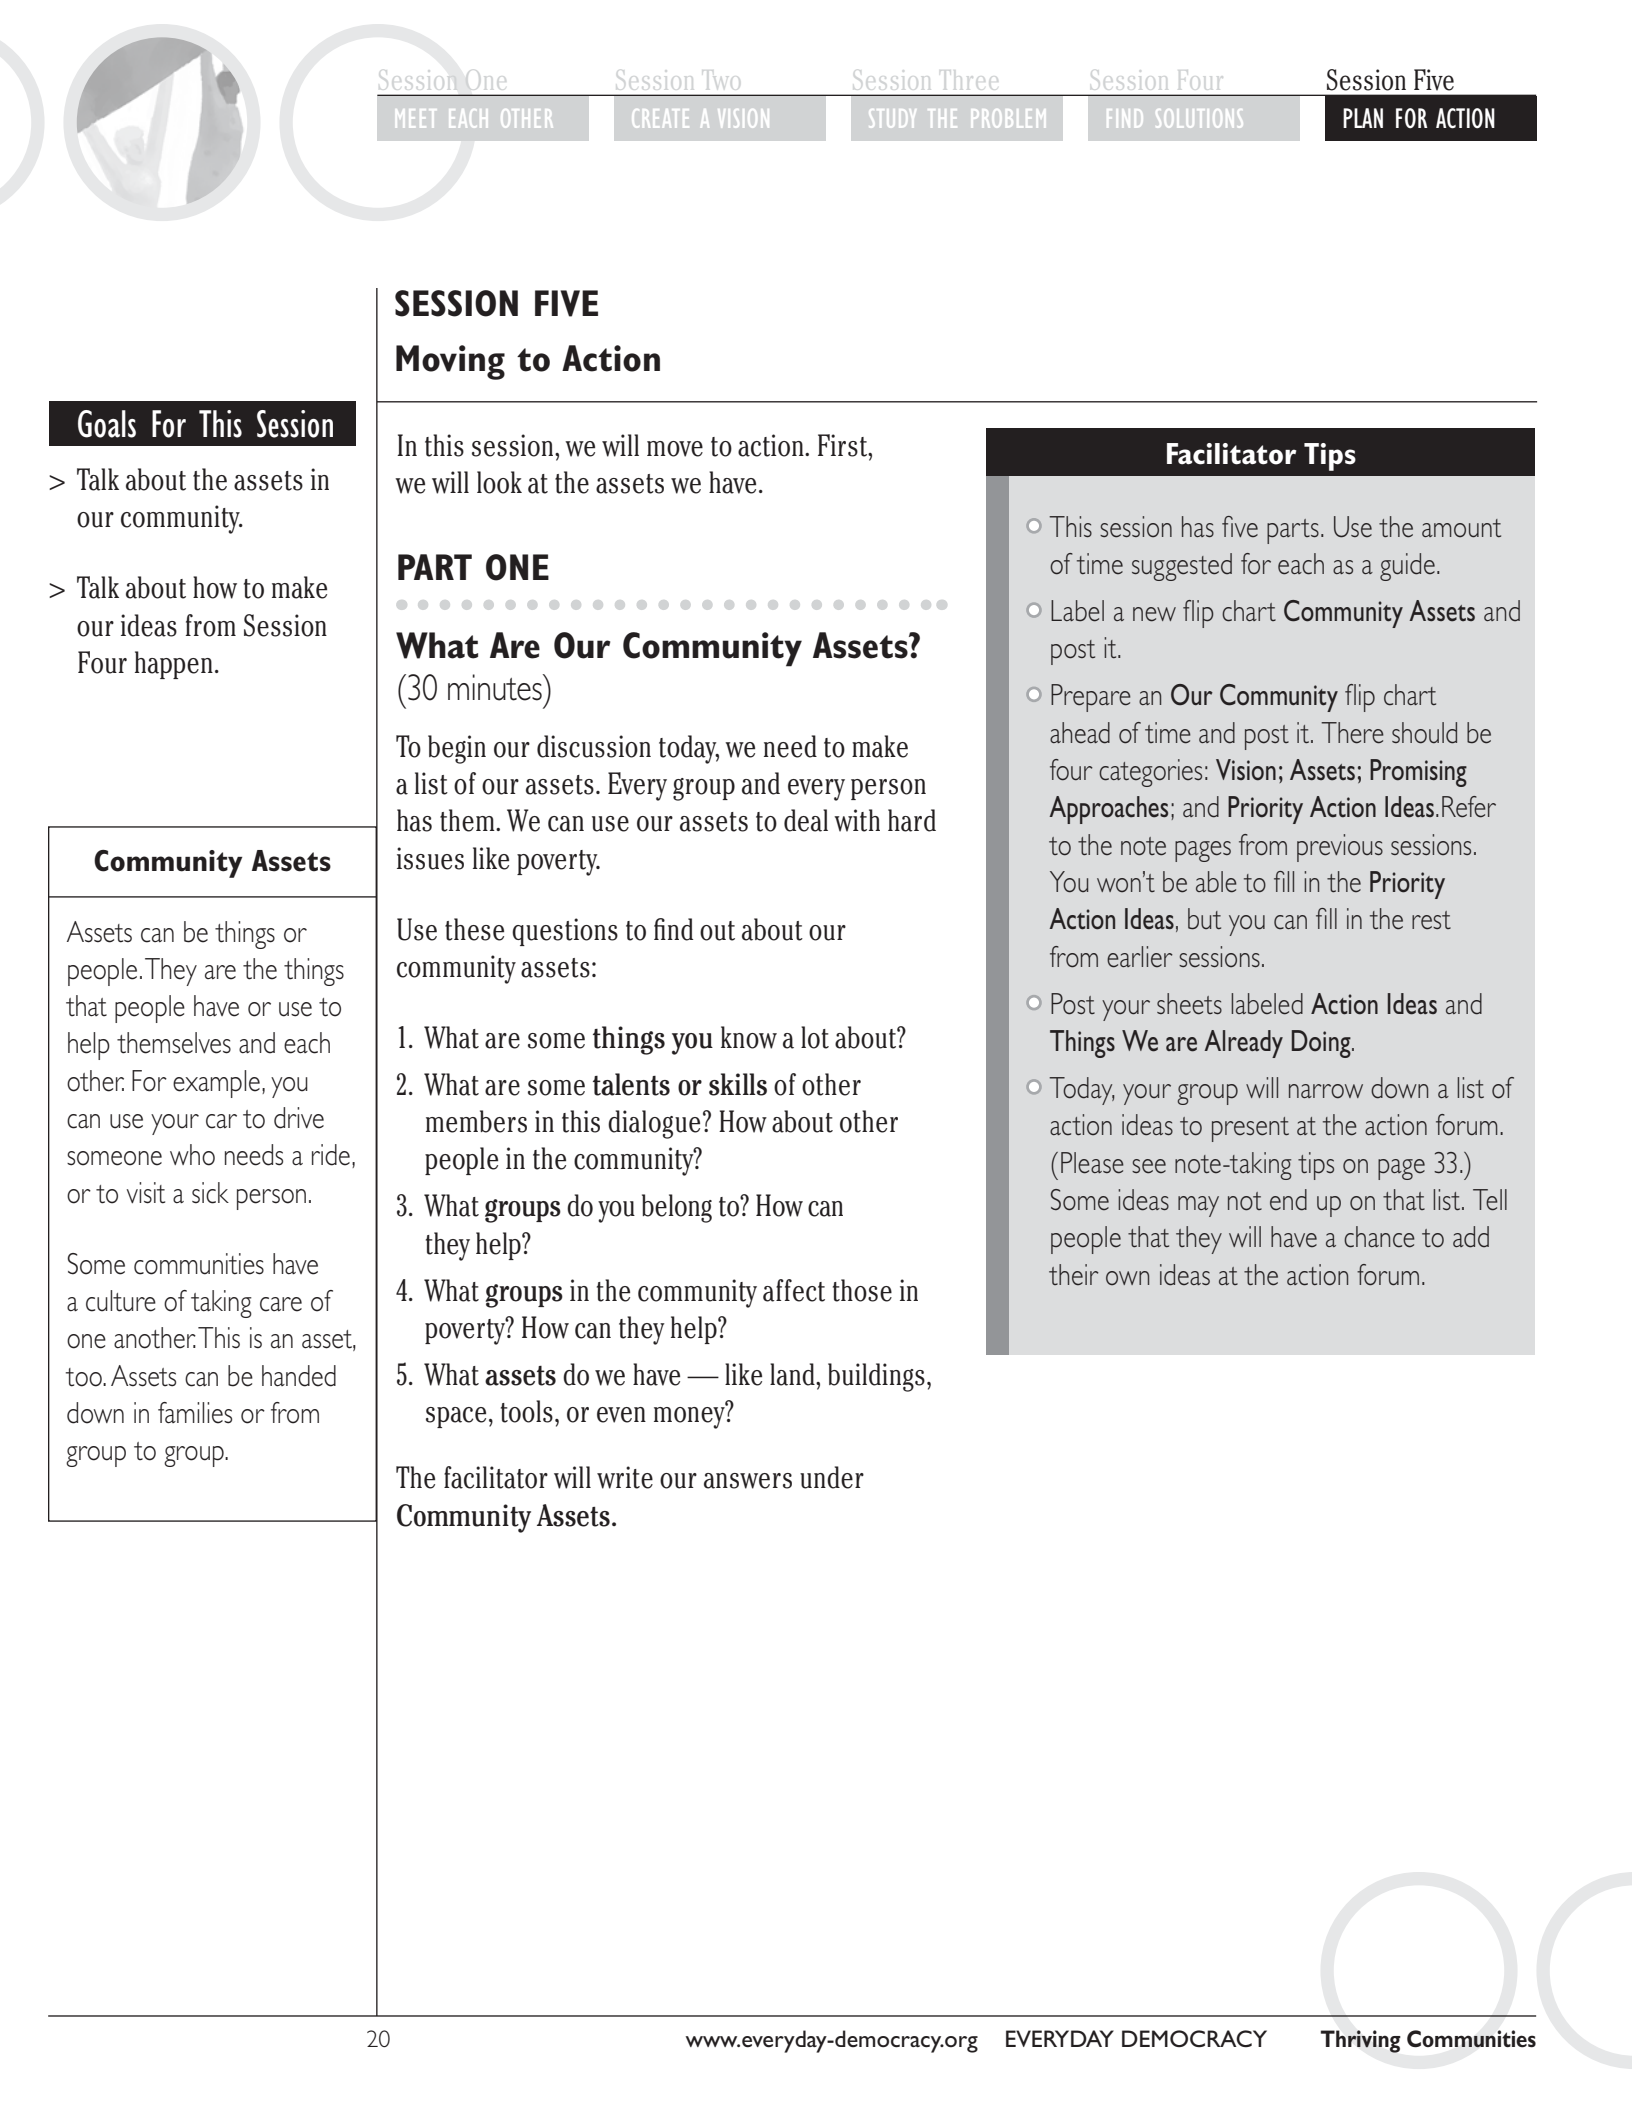 Session One
Session Two
Session Three
Session Four
Session Five
MEET EACH OTHER
CREATE A VISION
STUDY THE PROBLEM
FIND SOLUTIONS
PLAN FOR ACTION
SESSION FIVE
Moving to Action
Goals For This Session
> Talk about the assets in
our community.
> Talk about how to make
our ideas from Session
Four happen.
Community Assets
Assets can be things or
people.They are the things
that people have or use to
help themselves and each
other. For example, you
can use your car to drive
someone who needs a ride,
or to visit a sick person.
Some communities have
a culture of taking care of
one another.This is an asset,
too. Assets can be handed
down in families or from
group to group.
In this session, we will move to action. First,
we will look at the assets we have.
PART ONE
What Are Our Community Assets?
(30 minutes)
To begin our discussion today, we need to make
a list of our assets. Every group and every person
has them. We can use our assets to deal with hard
issues like poverty.
Use these questions to find out about our
community assets:
1. What are some things you know a lot about?
2. What are some talents or skills of other
members in this dialogue? How about other
people in the community?
3. What groups do you belong to? How can
they help?
4. What groups in the community affect those in
poverty? How can they help?
5. What assets do we have — like land, buildings,
space, tools, or even money?
The facilitator will write our answers under
Community Assets.
Facilitator Tips
This session has five parts. Use the amount
of time suggested for each as a guide.
Label a new flip chart Community Assets and
post it.
Prepare an Our Community flip chart
ahead of time and post it. There should be
four categories: Vision; Assets; Promising
Approaches; and Priority Action Ideas.Refer
to the note pages from previous sessions.
You won't be able to fill in the Priority
Action Ideas, but you can fill in the rest
from earlier sessions.
Post your sheets labeled Action Ideas and
Things We are Already Doing.
Today, your group will narrow down a list of
action ideas to present at the action forum.
(Please see note-taking tips on page 33.)
Some ideas may not end up on that list. Tell
people that they will have a chance to add
their own ideas at the action forum.
20
www.everyday-democracy.org EVERYDAY DEMOCRACY Thriving Communities